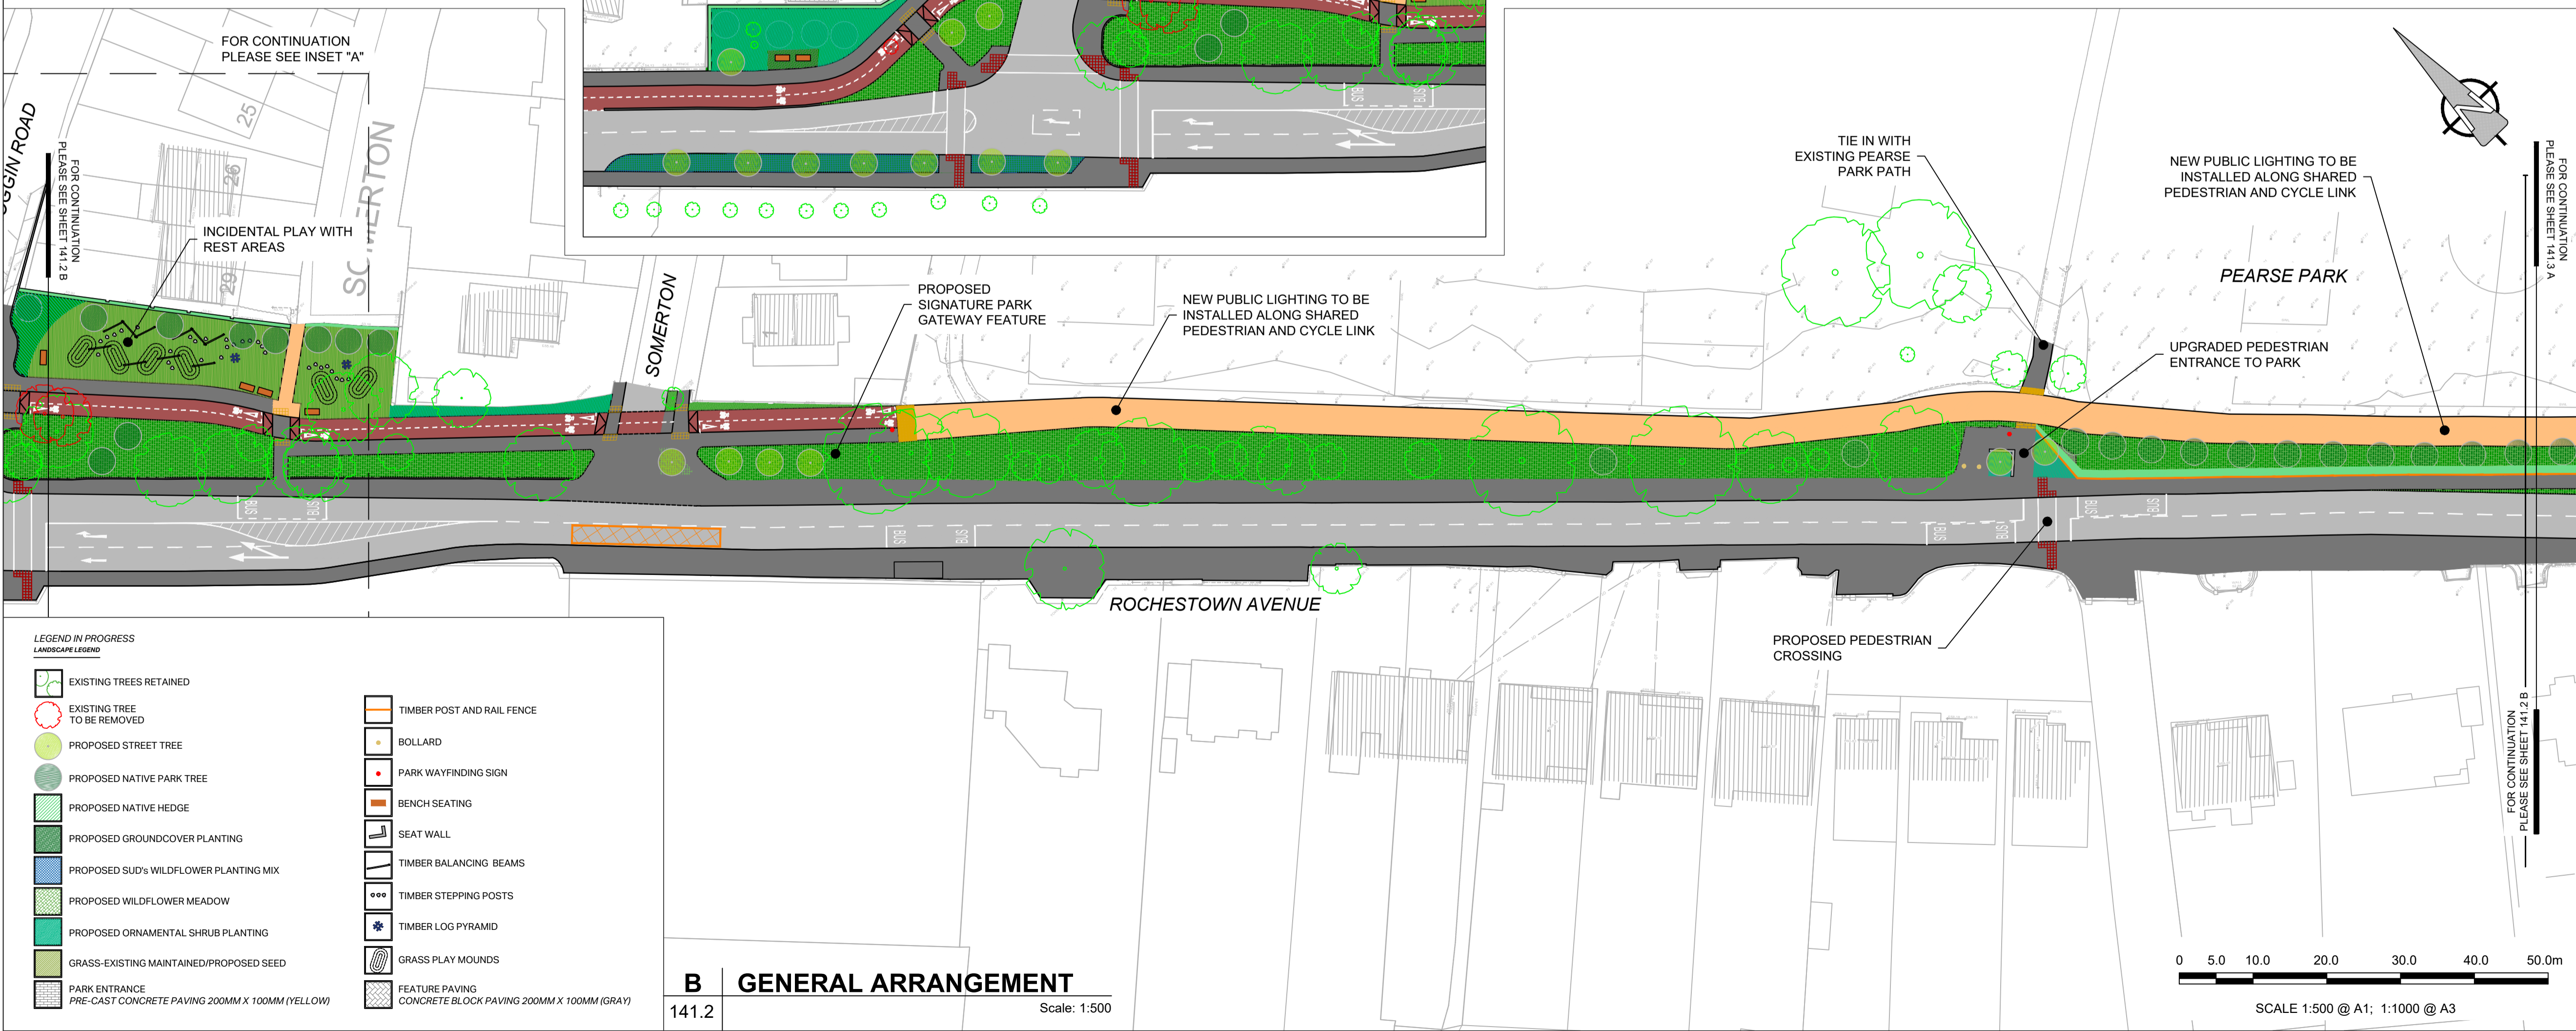 FOR CONTINUATION
PLEASE SEE INSET "A"
FOR CONTINUATION
PLEASE SEE SHEET 141.2 B
25
26
29
SOMERTON
INCIDENTAL PLAY WITH
REST AREAS
BUS
BUS
SOMERTON
1
PROPOSED
SIGNATURE PARK
GATEWAY FEATURE
NEW PUBLIC LIGHTING TO BE
INSTALLED ALONG SHARED
PEDESTRIAN AND CYCLE LINK
TIE IN WITH
EXISTING PEARSE
PARK PATH
NEW PUBLIC LIGHTING TO BE
INSTALLED ALONG SHARED
PEDESTRIAN AND CYCLE LINK
FOR CONTINUATION
PLEASE SEE SHEET 141.3 A
PEARSE PARK
UPGRADED PEDESTRIAN
ENTRANCE TO PARK
BUS
BUS
BUS
BUS
BUS
BUS
BUS
BUS
ROCHESTOWN AVENUE
PROPOSED PEDESTRIAN
CROSSING
FOR CONTINUATION
PLEASE SEE SHEET 141.2 B
LEGEND IN PROGRESS
LANDSCAPE LEGEND
EXISTING TREES RETAINED
EXISTING TREE
TO BE REMOVED
PROPOSED STREET TREE
PROPOSED NATIVE PARK TREE
PROPOSED NATIVE HEDGE
PROPOSED GROUNDCOVER PLANTING
PROPOSED SUD's WILDFLOWER PLANTING MIX
PROPOSED WILDFLOWER MEADOW
PROPOSED ORNAMENTAL SHRUB PLANTING
GRASS-EXISTING MAINTAINED/PROPOSED SEED
PARK ENTRANCE
PRE-CAST CONCRETE PAVING 200MM X 100MM (YELLOW)
TIMBER POST AND RAIL FENCE
BOLLARD
PARK WAYFINDING SIGN
BENCH SEATING
SEAT WALL
TIMBER BALANCING BEAMS
TIMBER STEPPING POSTS
TIMBER LOG PYRAMID
GRASS PLAY MOUNDS
FEATURE PAVING
CONCRETE BLOCK PAVING 200MM X 100MM (GRAY)
B GENERAL ARRANGEMENT
141.2
Scale: 1:500
0 5.0 10.0 20.0 30.0 40.0 50.0m
SCALE 1:500 @ A1; 1:1000 @ A3